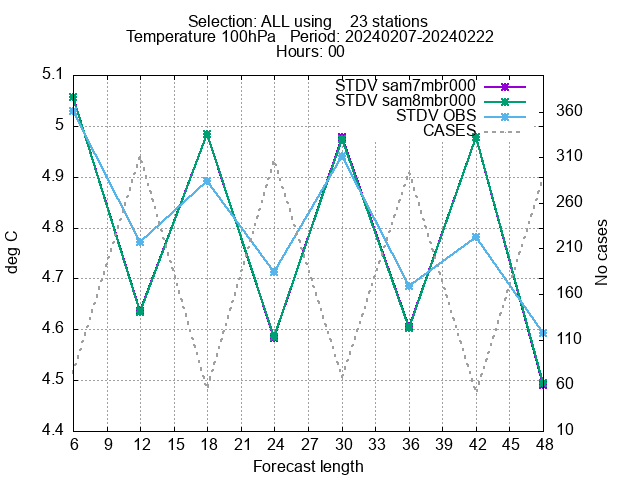 Selection: ALL using    23 stations
Temperature 100hPa   Period: 20240207-20240222
Hours: 00
STDV sam7mbr000
STDV sam8mbr000
STDV OBS
CASES
5.1
5
4.9
4.8
4.7
4.6
4.5
4.4
deg C
360
310
260
210
160
110
60
10
No cases
6 12 15 18 21 24 27 30 33 36 39 42 45 48
9
Forecast length